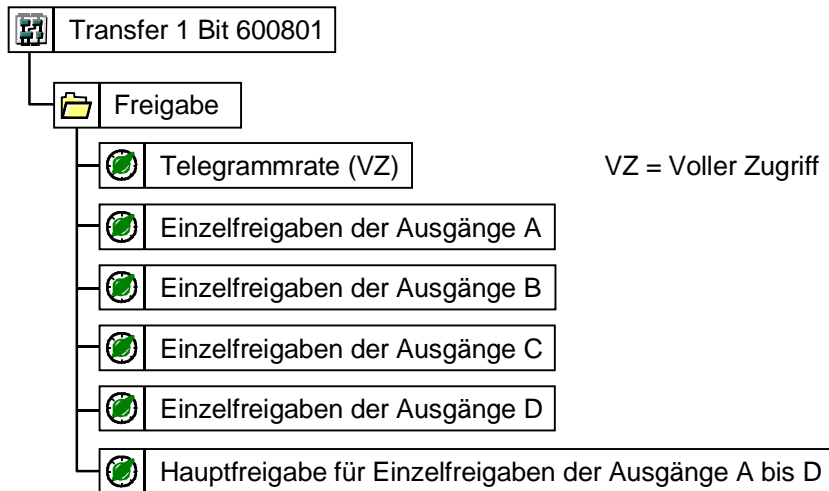 Transfer 1 Bit 600801
Freigabe
Telegrammrate (VZ)
VZ = Voller Zugriff
Einzelfreigaben der Ausgänge A
Einzelfreigaben der Ausgänge B
Einzelfreigaben der Ausgänge C
Einzelfreigaben der Ausgänge D
Hauptfreigabe für Einzelfreigaben der Ausgänge A bis D